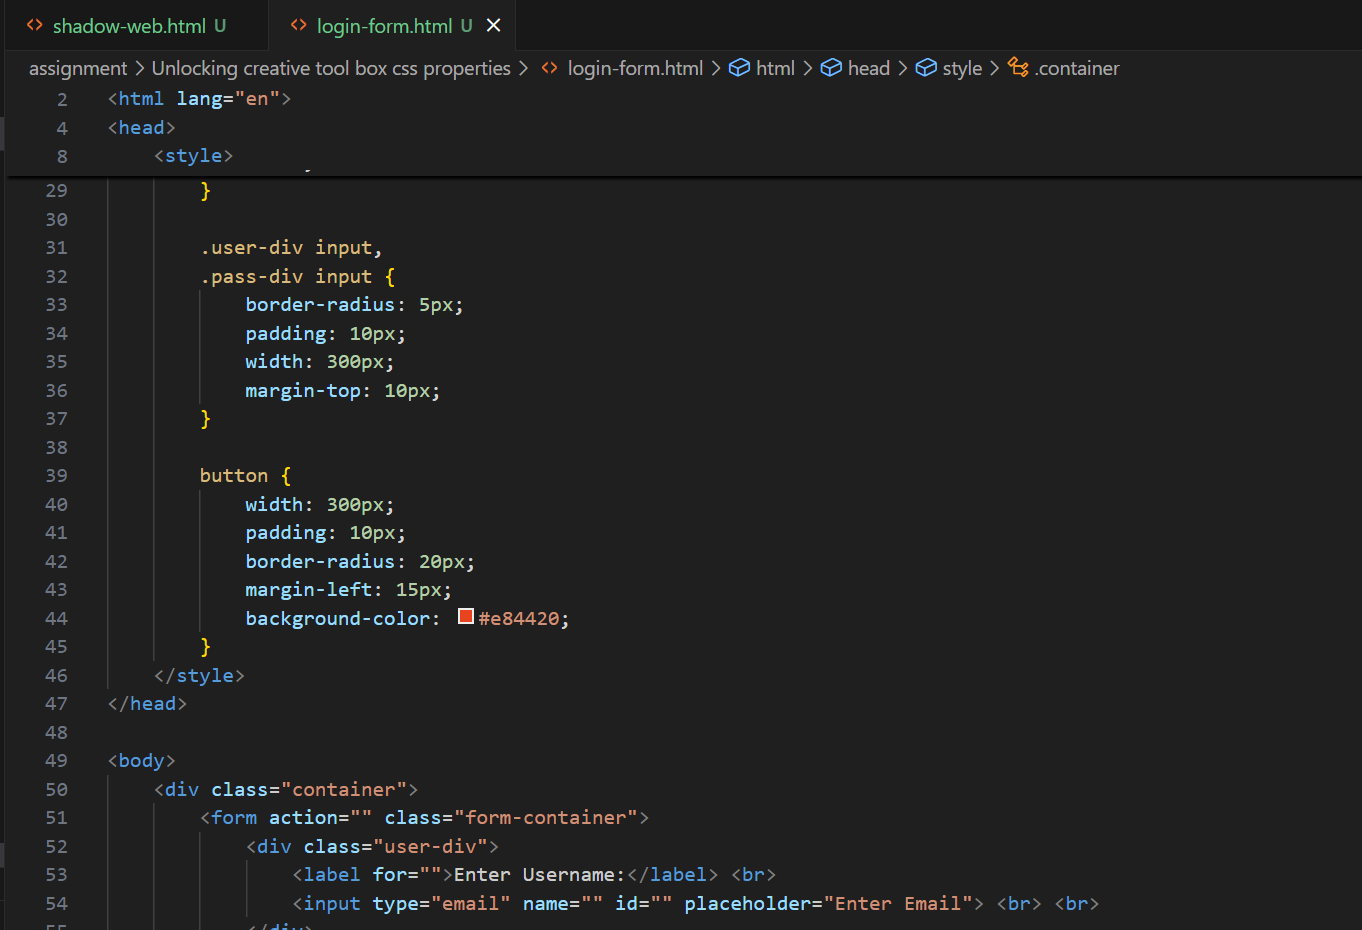 shadow-web.html U login-form.html U
assignment > Unlocking creative tool box css properties > login-form.html > html > head > style > .container
2 <html lang="en">
4 <head>
8 <style>
29 }
30
31 .user-div input,
32 .pass-div input {
33 border-radius: 5px;
34 padding: 10px;
35 width: 300px;
36 margin-top: 10px;
37 }
38
39 button {
40 width: 300px;
41 padding: 10px;
42 border-radius: 20px;
43 margin-left: 15px;
44 background-color: #e84420;
45 }
46 </style>
47 </head>
48
49 <body>
50 <div class="container">
51 <form action="" class="form-container">
52 <div class="user-div">
53 <label for="">Enter Username:</label> <br>
54 <input type="email" name="" id="" placeholder="Enter Email"> <br> <br>
55 </div>